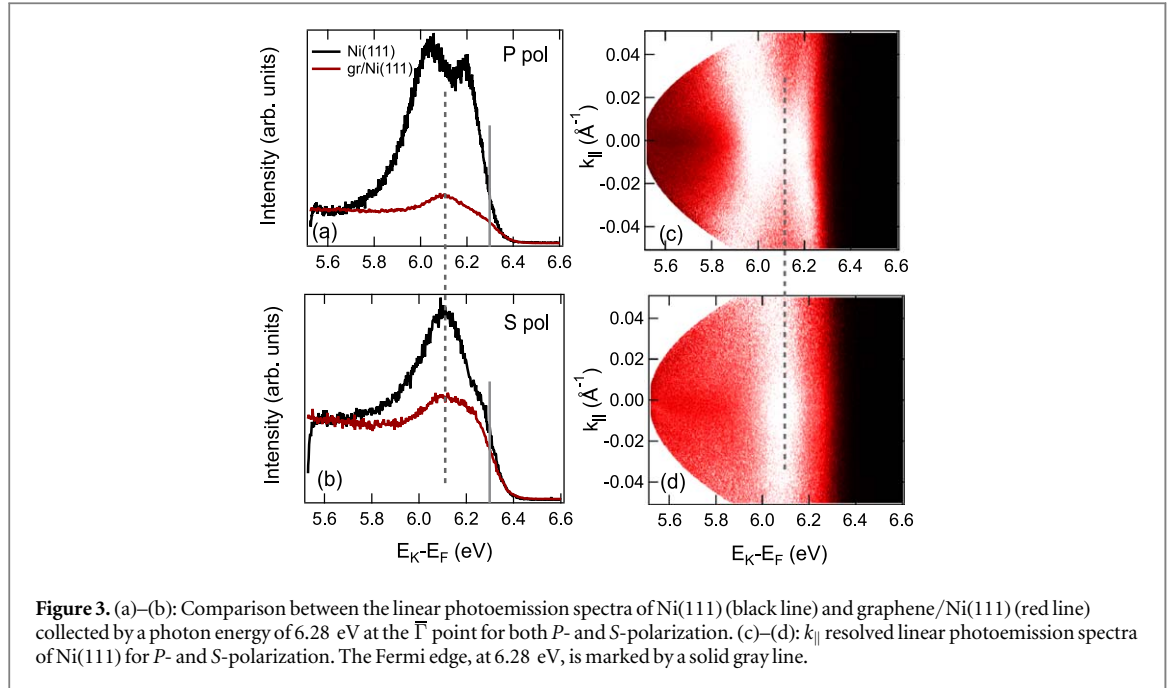 Ni(111)
gr/Ni(111)
P pol
Intensity (arb. units)
(a)
5.6 5.8 6.0 6.2 6.4 6.6
0.04
0.02
0.00
-0.02
-0.04
k|| (Å⁻¹)
(c)
5.6 5.8 6.0 6.2 6.4 6.6
S pol
Intensity (arb. units)
(b)
5.6 5.8 6.0 6.2 6.4 6.6
E_K-E_F (eV)
0.04
0.02
0.00
-0.02
-0.04
k|| (Å⁻¹)
(d)
5.6 5.8 6.0 6.2 6.4 6.6
E_K-E_F (eV)
Figure 3. (a)–(b): Comparison between the linear photoemission spectra of Ni(111) (black line) and graphene/Ni(111) (red line)
collected by a photon energy of 6.28 eV at the Γ̅ point for both P- and S-polarization. (c)–(d): k|| resolved linear photoemission spectra
of Ni(111) for P- and S-polarization. The Fermi edge, at 6.28 eV, is marked by a solid gray line.